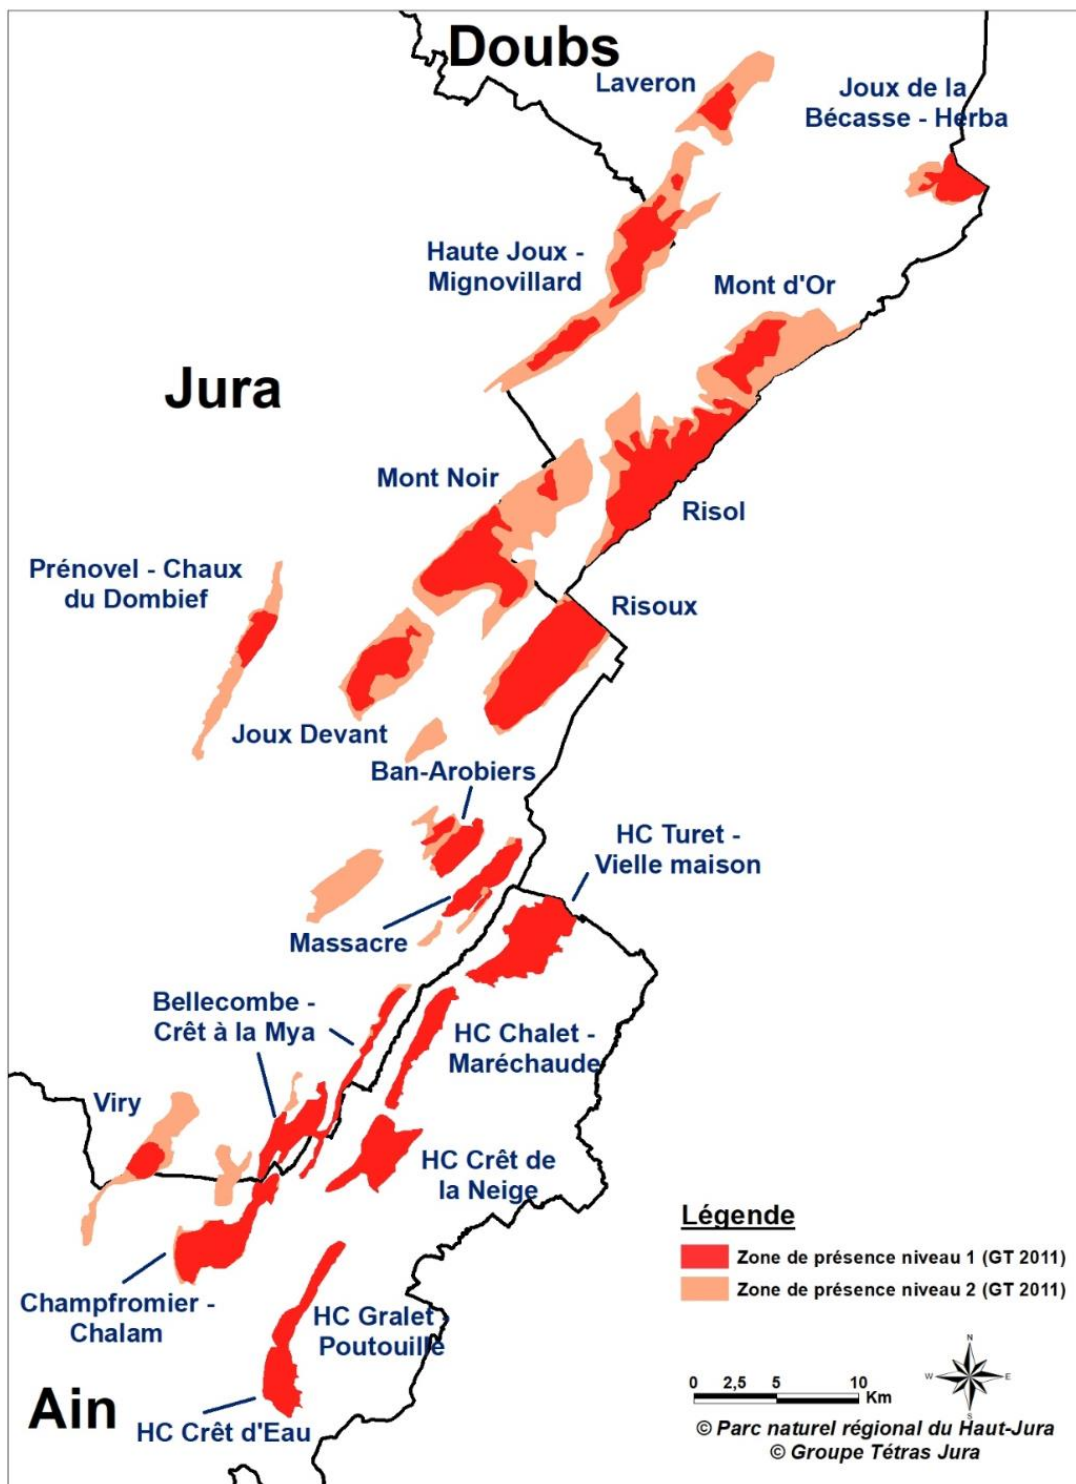 Doubs
Laveron
Joux de la
Bécasse - Herba
Haute Joux -
Mignovillard
Mont d'Or
Jura
Mont Noir
Risol
Prénovel - Chaux
du Dombief
Risoux
Joux Devant
Ban-Arobiers
HC Turet -
Vielle maison
Massacre
Bellecombe -
Crêt à la Mya
HC Chalet -
Maréchaude
Viry
HC Crêt de
la Neige
Légende
Zone de présence niveau 1 (GT 2011)
Zone de présence niveau 2 (GT 2011)
Champfromier -
Chalam
HC Gralet -
Poutouille
Ain
HC Crêt d'Eau
N
W
E
S
0 2,5 5 10
Km
© Parc naturel régional du Haut-Jura
© Groupe Tétras Jura